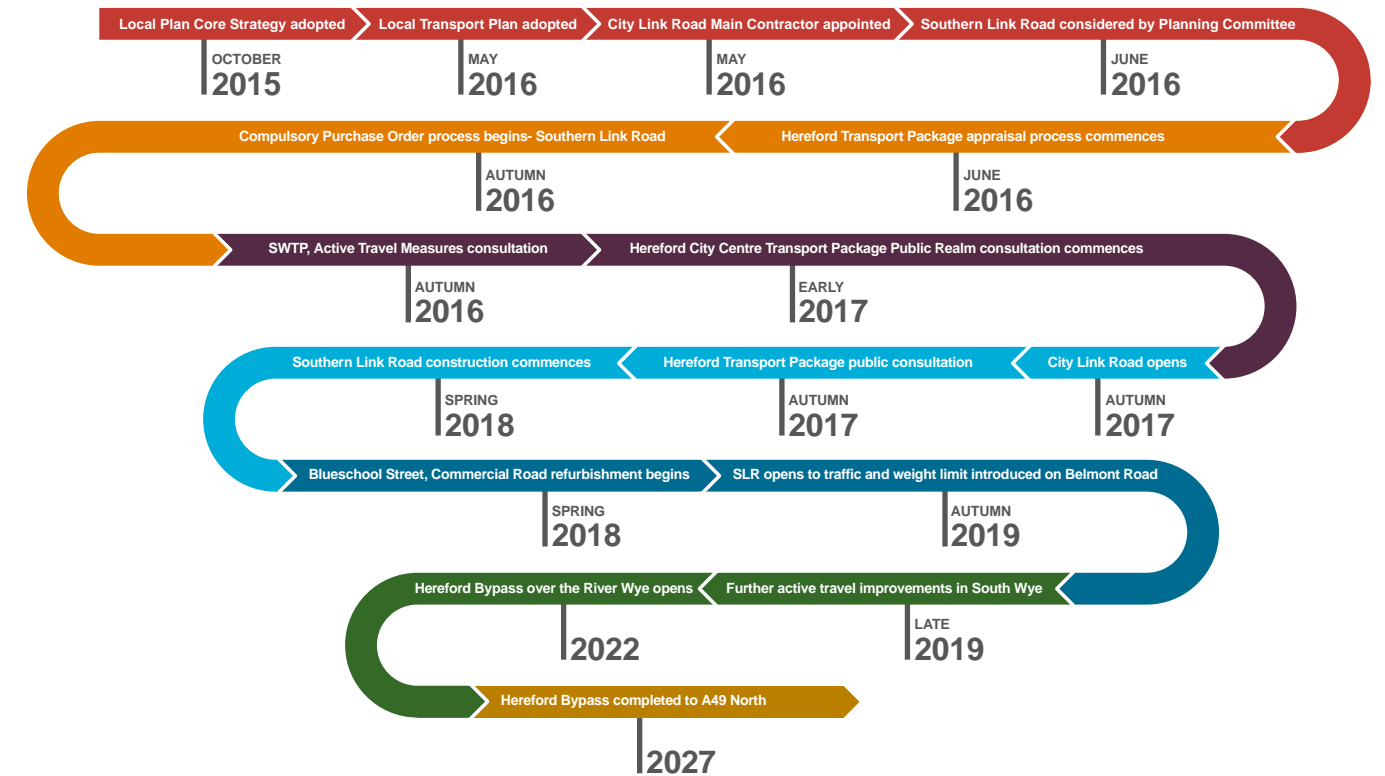 Local Plan Core Strategy adopted
OCTOBER
2015
Local Transport Plan adopted
MAY
2016
City Link Road Main Contractor appointed
MAY
2016
Southern Link Road considered by Planning Committee
JUNE
2016
Hereford Transport Package appraisal process commences
JUNE
2016
Compulsory Purchase Order process begins- Southern Link Road
AUTUMN
2016
SWTP, Active Travel Measures consultation
AUTUMN
2016
Hereford City Centre Transport Package Public Realm consultation commences
EARLY
2017
City Link Road opens
AUTUMN
2017
Hereford Transport Package public consultation
AUTUMN
2017
Southern Link Road construction commences
SPRING
2018
Blueschool Street, Commercial Road refurbishment begins
SPRING
2018
SLR opens to traffic and weight limit introduced on Belmont Road
AUTUMN
2019
Further active travel improvements in South Wye
LATE
2019
Hereford Bypass over the River Wye opens
2022
Hereford Bypass completed to A49 North
2027